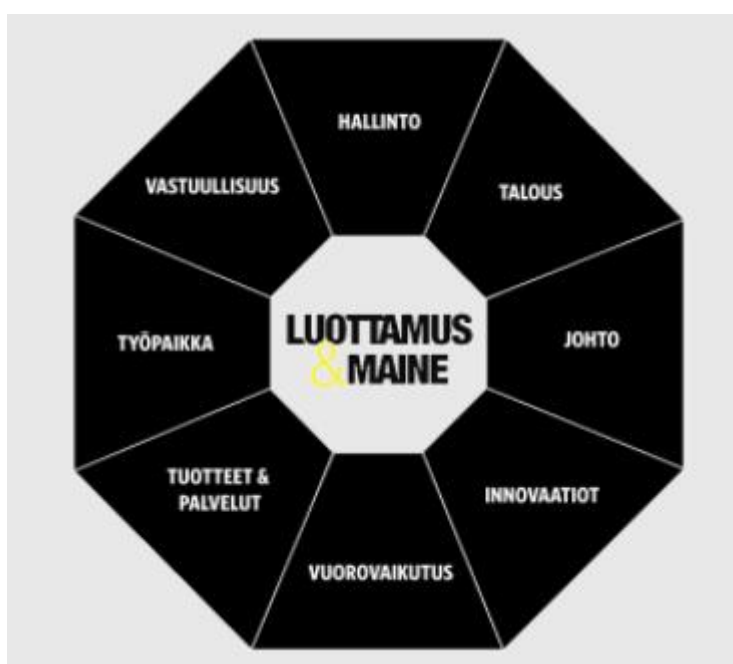 HALLINTO
VASTUULLISUUS
TALOUS
TYÖPAIKKA
LUOTTAMUS
&MAINE
JOHTO
TUOTTEET &
PALVELUT
INNOVAATIOT
VUOROVAIKUTUS